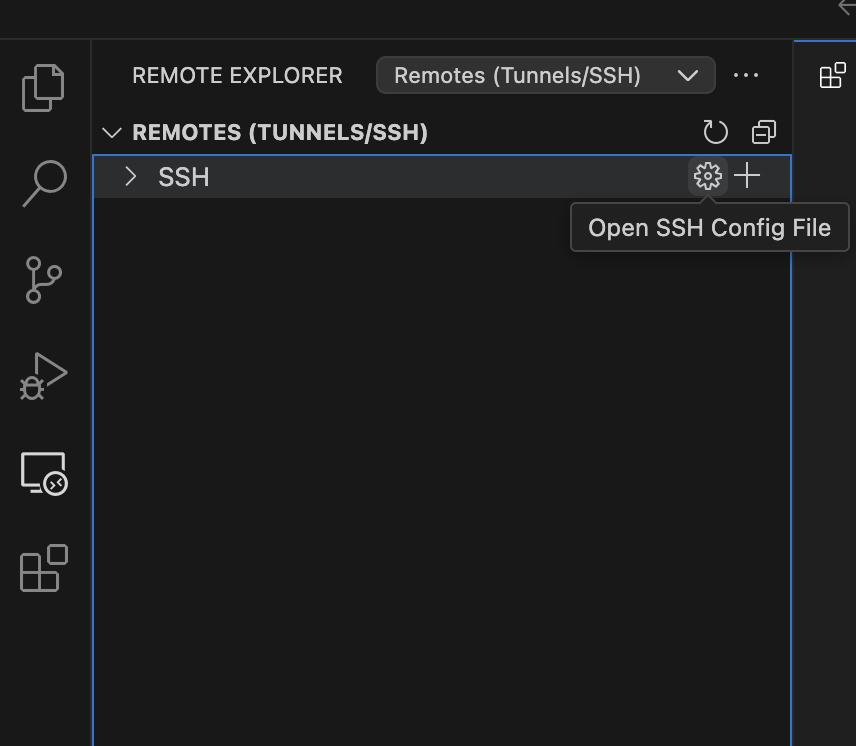 REMOTE EXPLORER Remotes (Tunnels/SSH)
REMOTES (TUNNELS/SSH)
SSH
Open SSH Config File